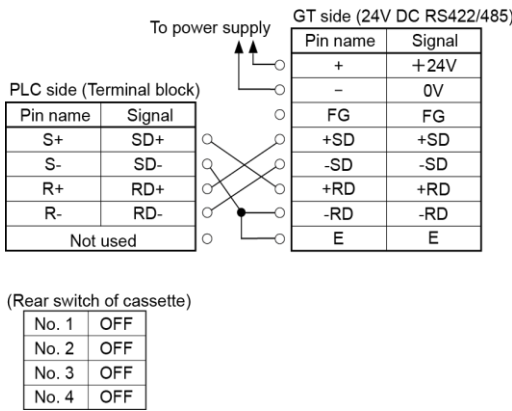 To power supply
GT side (24V DC RS422/485)
Pin name Signal
+ +24V
− 0V
FG FG
+SD +SD
-SD -SD
+RD +RD
-RD -RD
E E
PLC side (Terminal block)
Pin name Signal
S+ SD+
S- SD-
R+ RD+
R- RD-
Not used
(Rear switch of cassette)
No. 1 OFF
No. 2 OFF
No. 3 OFF
No. 4 OFF